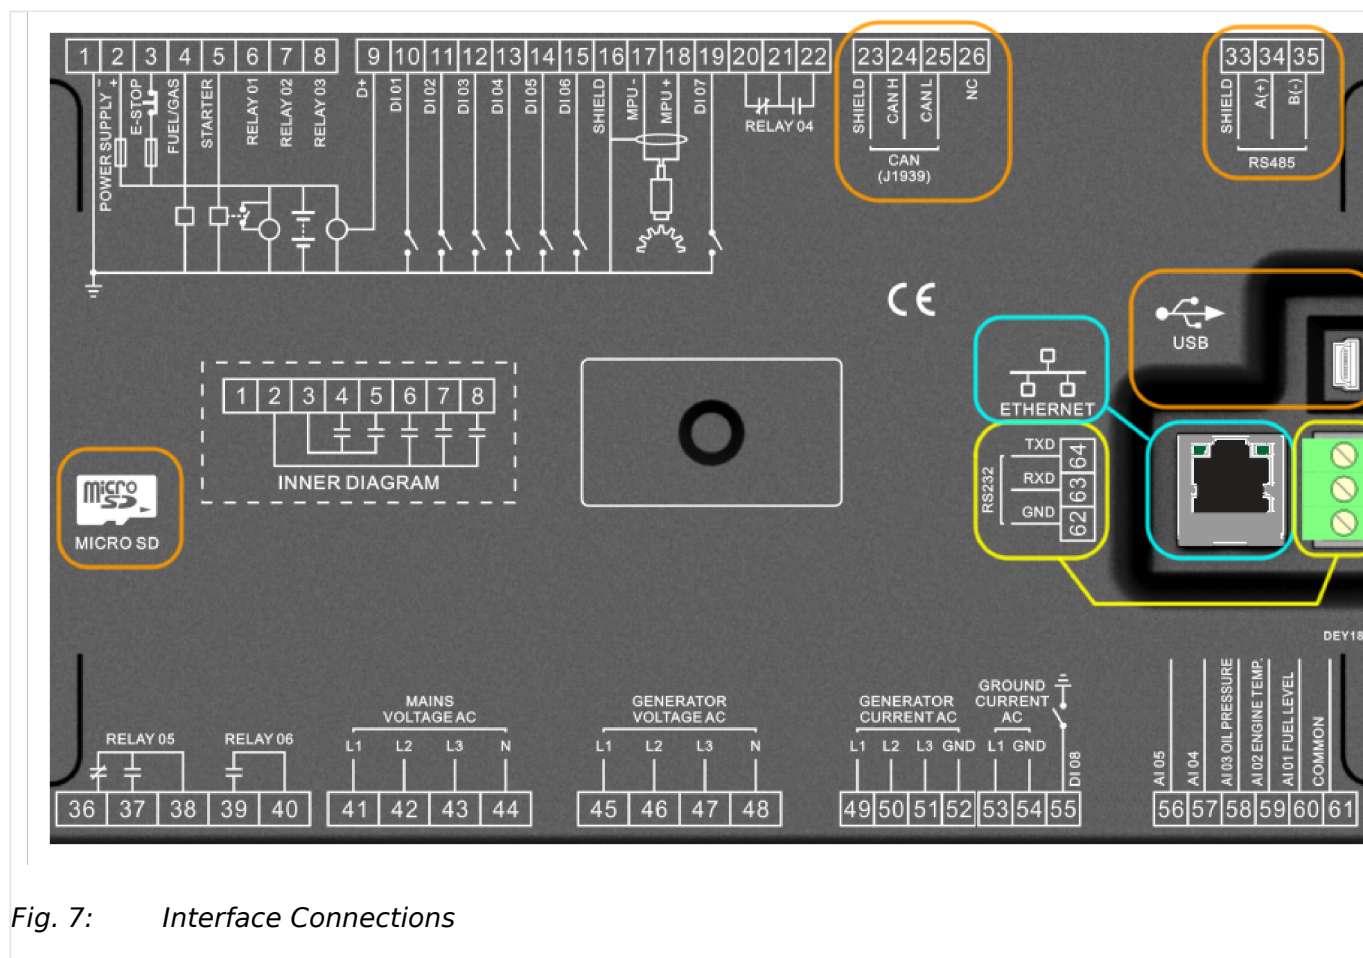 1 2 3 4 5 6 7 8 9 10 11 12 13 14 15 16 17 18 19 20 21 22 23 24 25 26 33 34 35
POWER SUPPLY - +
E-STOP
FUEL/GAS
STARTER
RELAY 01
RELAY 02
RELAY 03
D+
DI 01
DI 02
DI 03
DI 04
DI 05
DI 06
SHIELD
MPU -
MPU +
DI 07
RELAY 04
SHIELD
CAN H
CAN L
NC
CAN
(J1939)
SHIELD
A(+)
B(-)
RS485
CE
USB
ETHERNET
1 2 3 4 5 6 7 8
INNER DIAGRAM
micro
SD
MICRO SD
RS232
TXD 64
RXD 63
GND 62
DEY18
RELAY 05
RELAY 06
MAINS
VOLTAGE AC
L1 L2 L3 N
GENERATOR
VOLTAGE AC
L1 L2 L3 N
GENERATOR
CURRENT AC
L1 L2 L3 GND
GROUND
CURRENT
AC
L1 GND
DI 08
AI 05
AI 04
AI 03 OIL PRESSURE
AI 02 ENGINE TEMP.
AI 01 FUEL LEVEL
COMMON
36 37 38 39 40 41 42 43 44 45 46 47 48 49 50 51 52 53 54 55 56 57 58 59 60 61
Fig. 7: Interface Connections